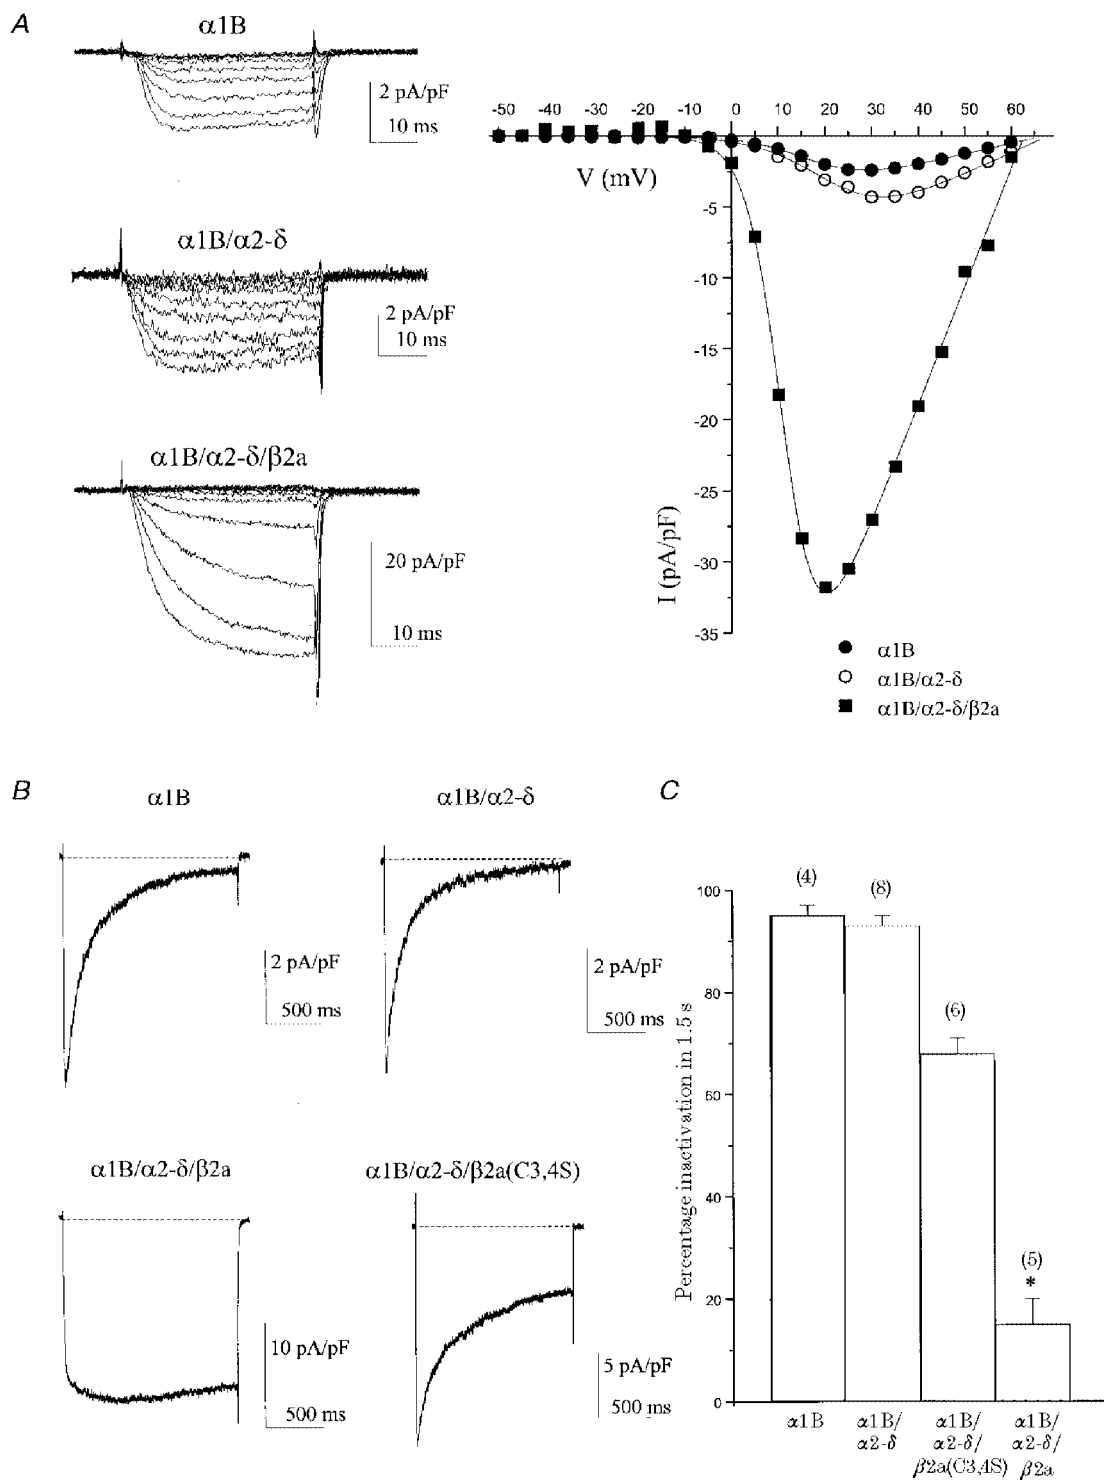 A
α1B
2 pA/pF
10 ms
α1B/α2-δ
2 pA/pF
10 ms
α1B/α2-δ/β2a
20 pA/pF
10 ms
-50 -40 -30 -20 -10 0 10 20 30 40 50 60
V (mV)
-5
-10
-15
-20
-25
-30
-35
I (pA/pF)
α1B
α1B/α2-δ
α1B/α2-δ/β2a
B
α1B
2 pA/pF
500 ms
α1B/α2-δ
2 pA/pF
500 ms
α1B/α2-δ/β2a
10 pA/pF
500 ms
α1B/α2-δ/β2a(C3,4S)
5 pA/pF
500 ms
C
Percentage inactivation in 1.5 s
100
80
60
40
20
0
(4)
(8)
(6)
(5)
*
α1B
α1B/
α2-δ
α1B/
α2-δ/
β2a(C3,4S)
α1B/
α2-δ/
β2a